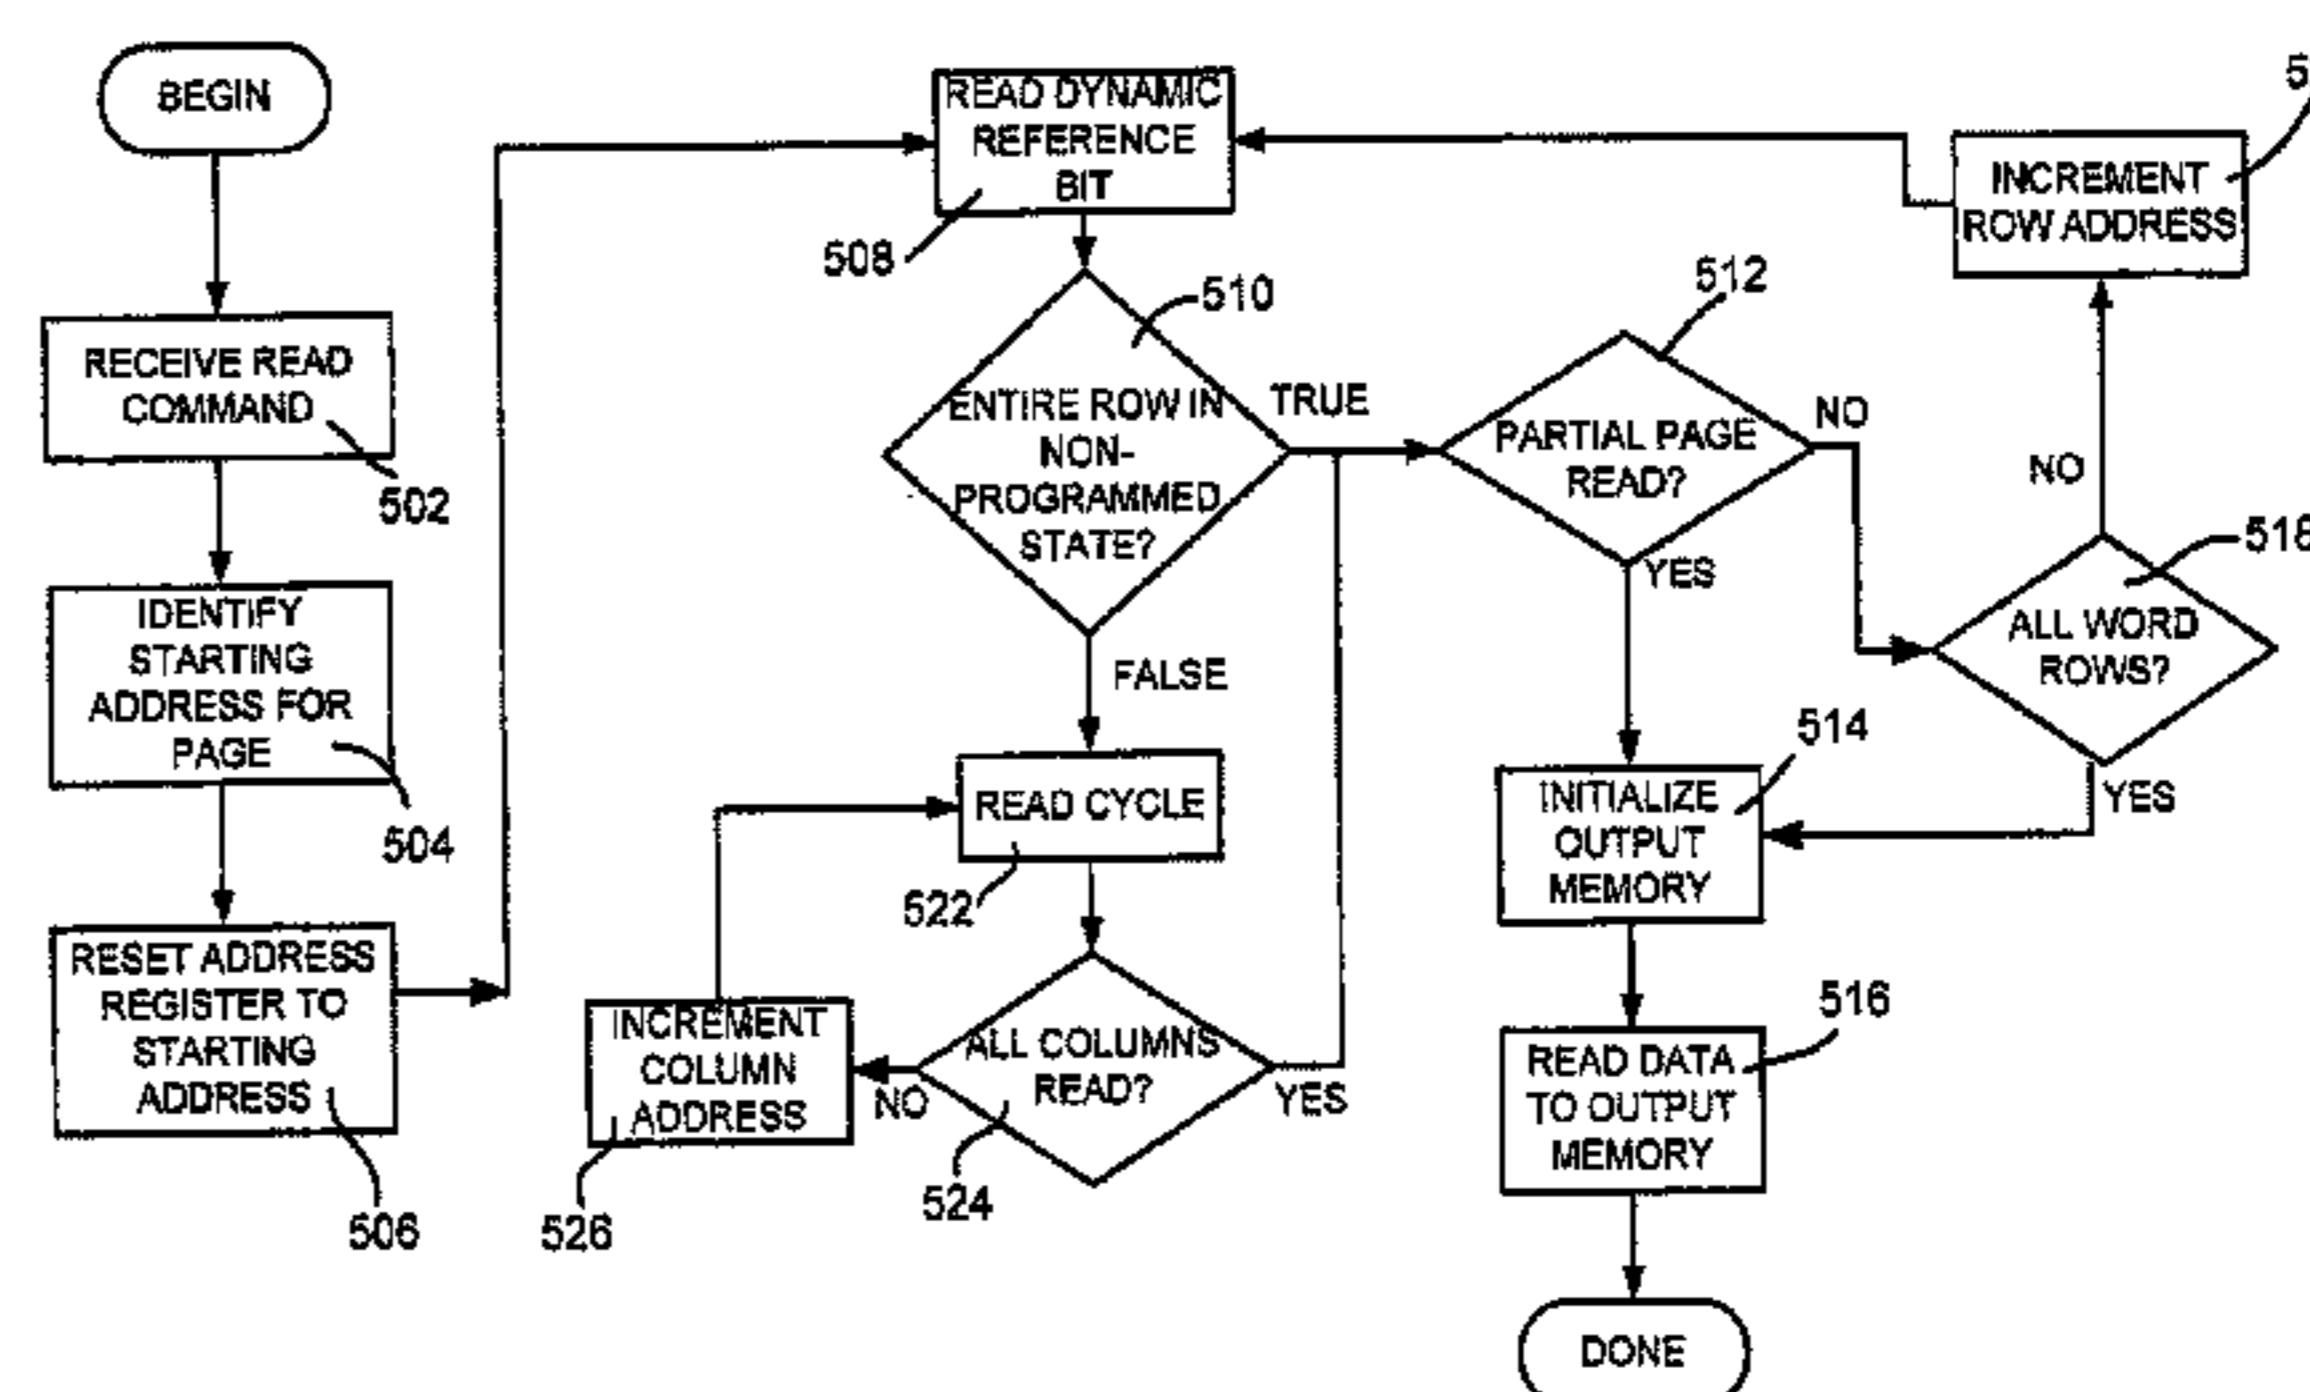 BEGIN
RECEIVE READ
COMMAND
502
IDENTIFY
STARTING
ADDRESS FOR
PAGE
504
RESET ADDRESS
REGISTER TO
STARTING
ADDRESS
506
READ DYNAMIC
REFERENCE
BIT
508
510
ENTIRE ROW IN
NON-
PROGRAMMED
STATE?
TRUE
FALSE
READ CYCLE
522
ALL COLUMNS
READ?
524
NO
YES
INCREMENT
COLUMN
ADDRESS
526
512
PARTIAL PAGE
READ?
NO
YES
514
INITIALIZE
OUTPUT
MEMORY
516
READ DATA
TO OUTPUT
MEMORY
DONE
518
ALL WORD
ROWS?
NO
YES
INCREMENT
ROW ADDRESS
5